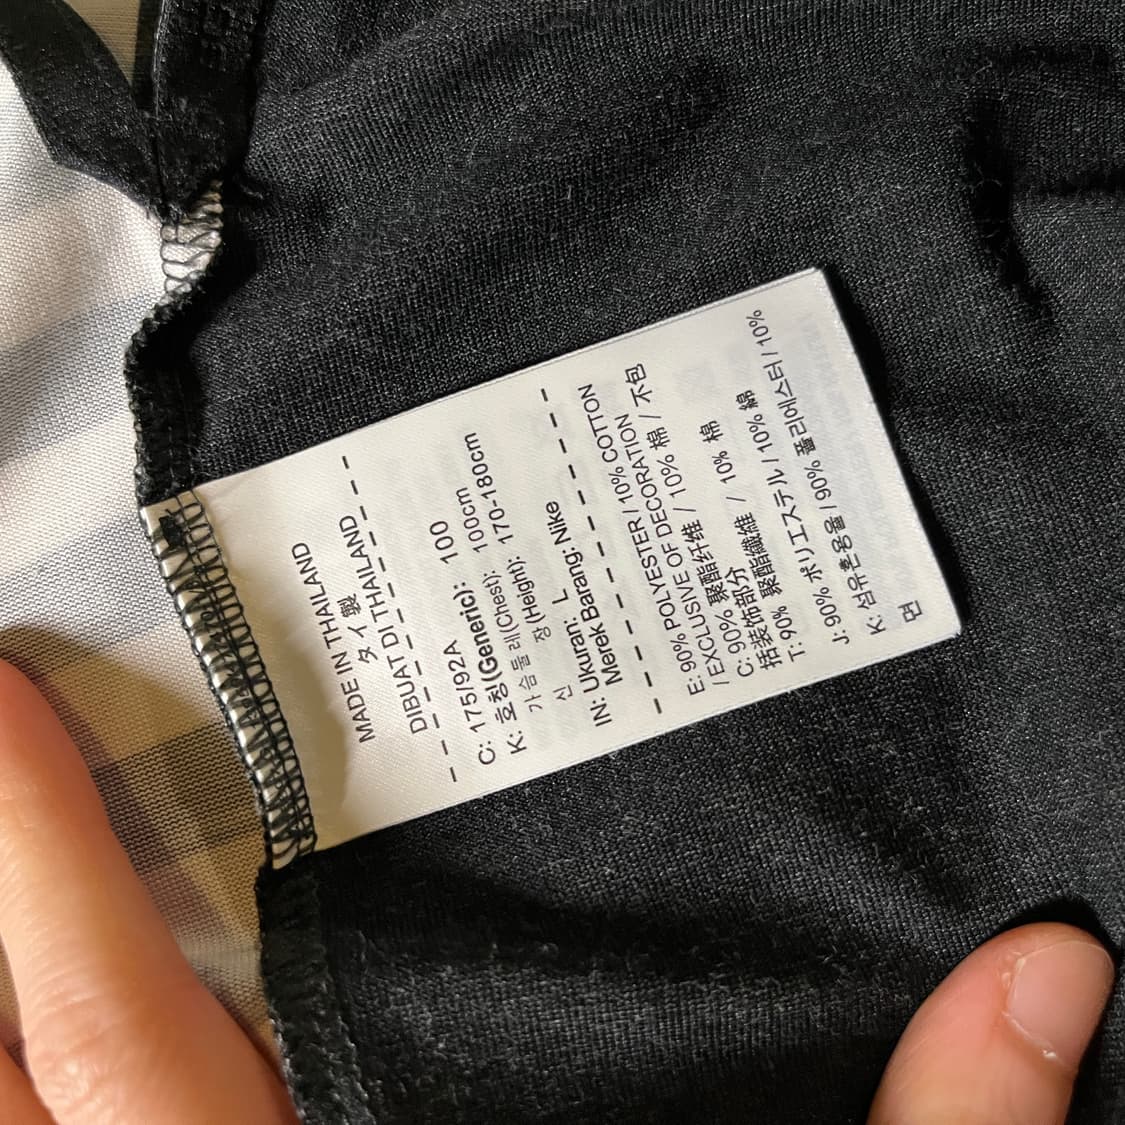 MADE IN THAILAND
タイ製
DIBUAT DI THAILAND
C: 175/92A
K: 호칭(Generic): 100
가슴둘레(Chest): 100cm
신 장(Height): 170-180cm
IN: Ukuran: L
Merek Barang: Nike
E: 90% POLYESTER / 10% COTTON
/ EXCLUSIVE OF DECORATION
C: 90% 聚酯纤维 / 10% 棉 / 不包
括装饰部分
T: 90% 聚酯纖維 / 10% 棉
J: 90% ポリエステル / 10% 綿
K: 섬유혼용율 / 90% 폴리에스터 / 10%
면